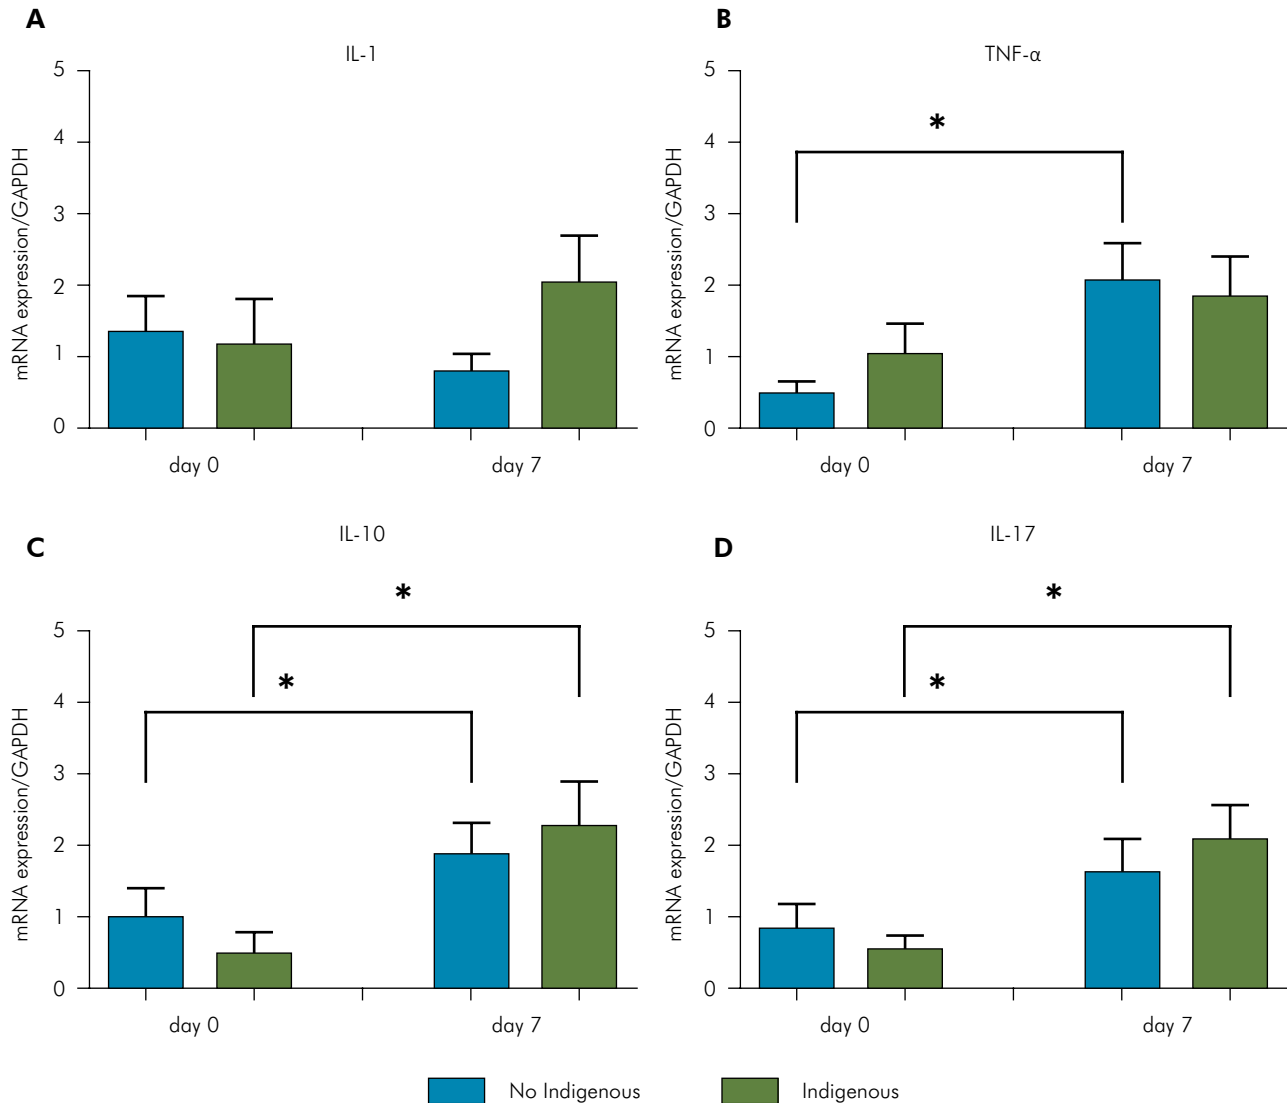 A
IL-1
mRNA expression/GAPDH
5
4
3
2
1
0
day 0
day 7
B
TNF-α
mRNA expression/GAPDH
5
4
3
2
1
0
*
day 0
day 7
C
IL-10
mRNA expression/GAPDH
*
5
4
*
3
2
1
0
day 0
day 7
D
IL-17
mRNA expression/GAPDH
*
5
4
*
3
2
1
0
day 0
day 7
No Indigenous
Indigenous